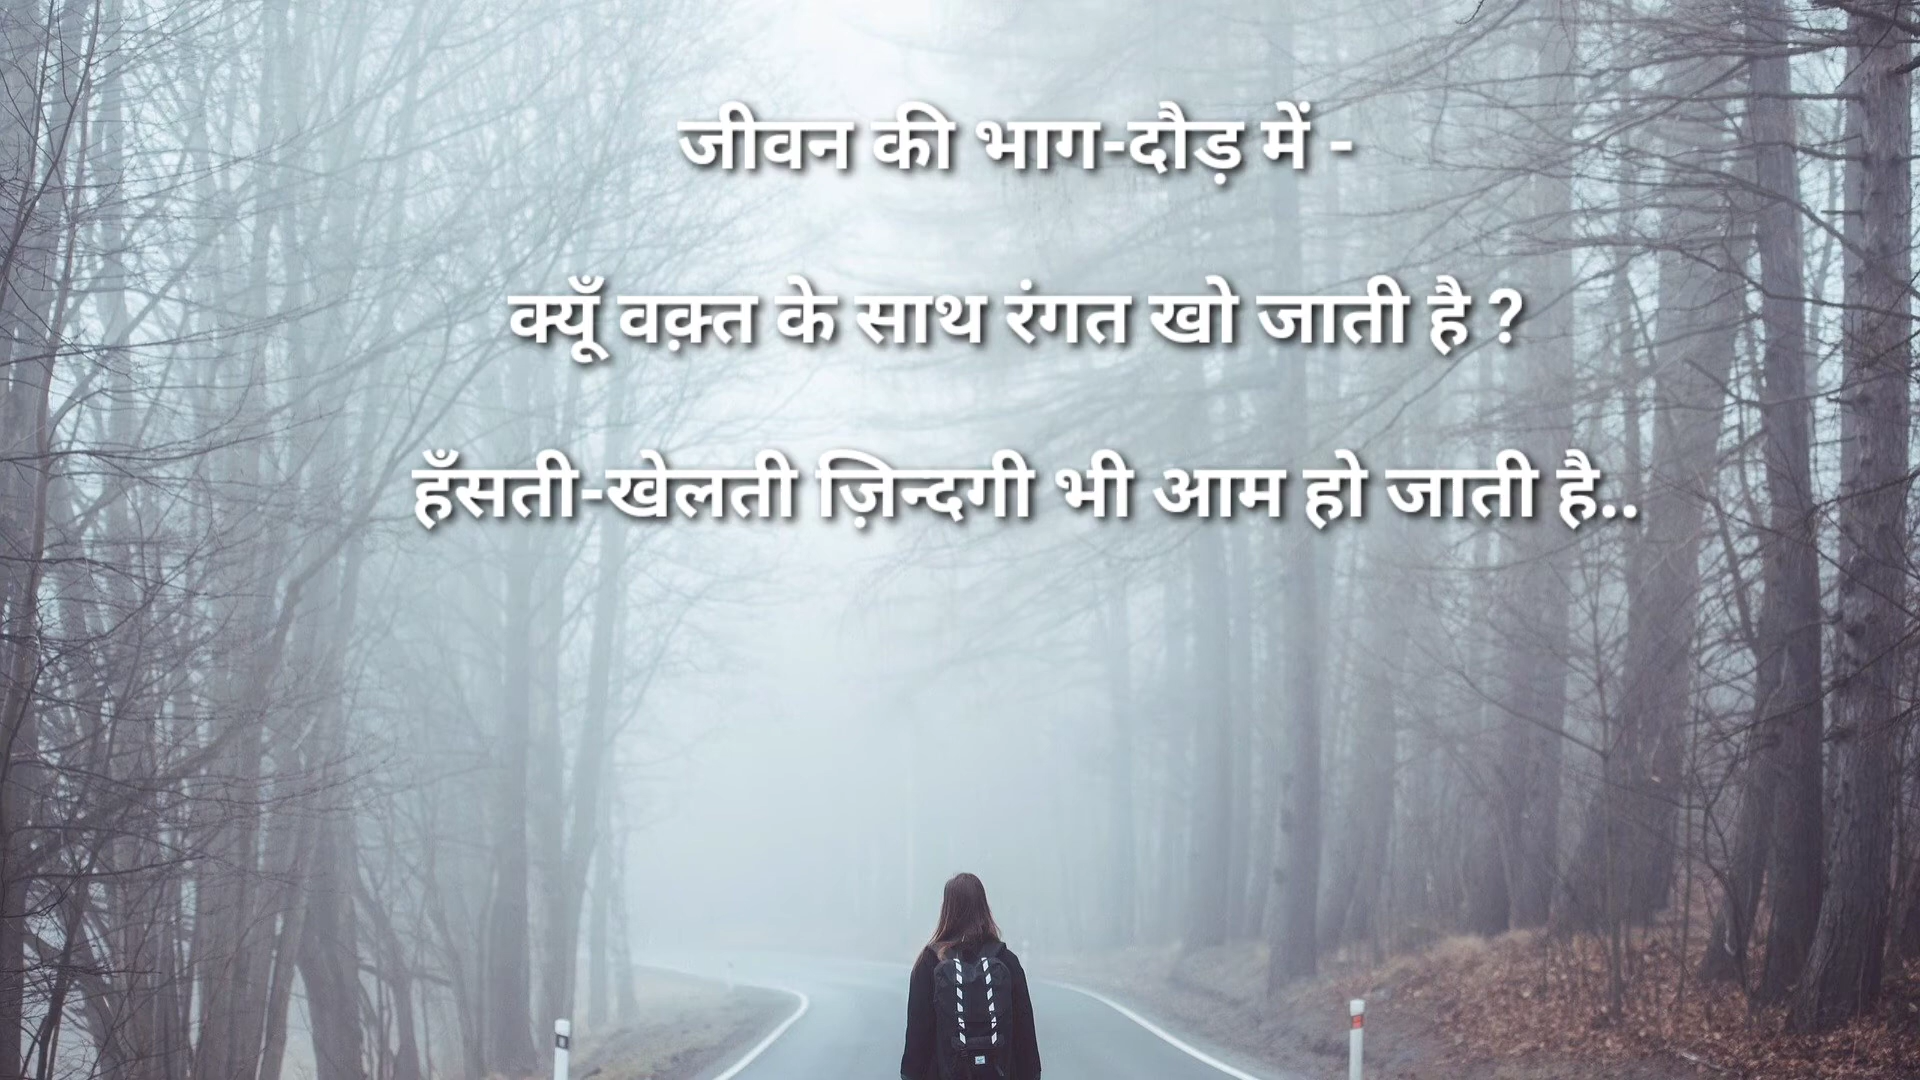 जीवन की भाग-दौड़ में -
क्यूँ वक़्त के साथ रंगत खो जाती है ?
हँसती-खेलती ज़िन्दगी भी आम हो जाती है..